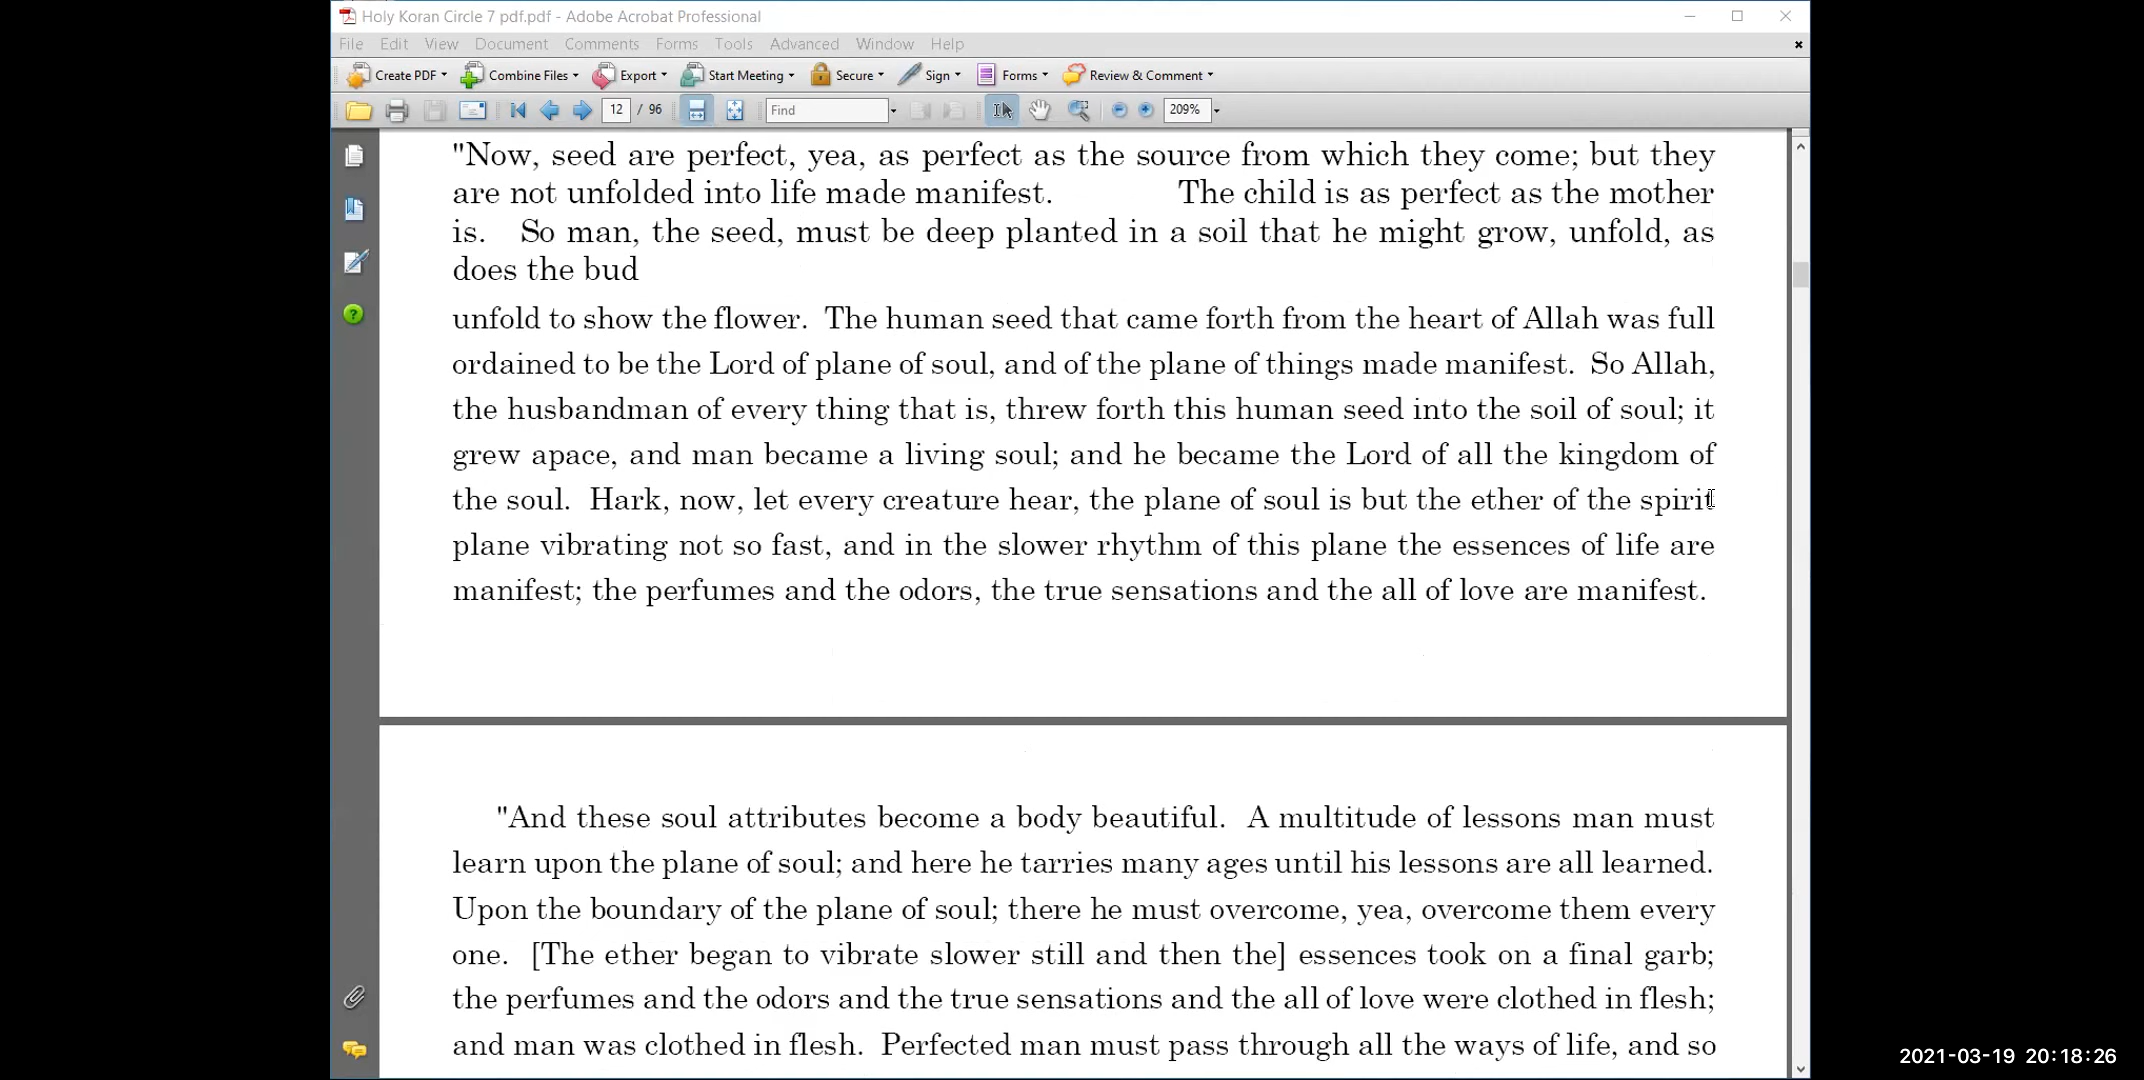 Holy Koran Circle 7 pdf.pdf - Adobe Acrobat Professional
File Edit View Document Comments Forms Tools Advanced Window Help
Create PDF Combine Files Export Start Meeting Secure Sign Forms Review & Comment
12 / 96 Find 209%
"Now, seed are perfect, yea, as perfect as the source from which they come; but they
are not unfolded into life made manifest. The child is as perfect as the mother
is. So man, the seed, must be deep planted in a soil that he might grow, unfold, as
does the bud
unfold to show the flower. The human seed that came forth from the heart of Allah was full
ordained to be the Lord of plane of soul, and of the plane of things made manifest. So Allah,
the husbandman of every thing that is, threw forth this human seed into the soil of soul; it
grew apace, and man became a living soul; and he became the Lord of all the kingdom of
the soul. Hark, now, let every creature hear, the plane of soul is but the ether of the spirit
plane vibrating not so fast, and in the slower rhythm of this plane the essences of life are
manifest; the perfumes and the odors, the true sensations and the all of love are manifest.
"And these soul attributes become a body beautiful. A multitude of lessons man must
learn upon the plane of soul; and here he tarries many ages until his lessons are all learned.
Upon the boundary of the plane of soul; there he must overcome, yea, overcome them every
one. [The ether began to vibrate slower still and then the] essences took on a final garb;
the perfumes and the odors and the true sensations and the all of love were clothed in flesh;
and man was clothed in flesh. Perfected man must pass through all the ways of life, and so
2021-03-19 20:18:26